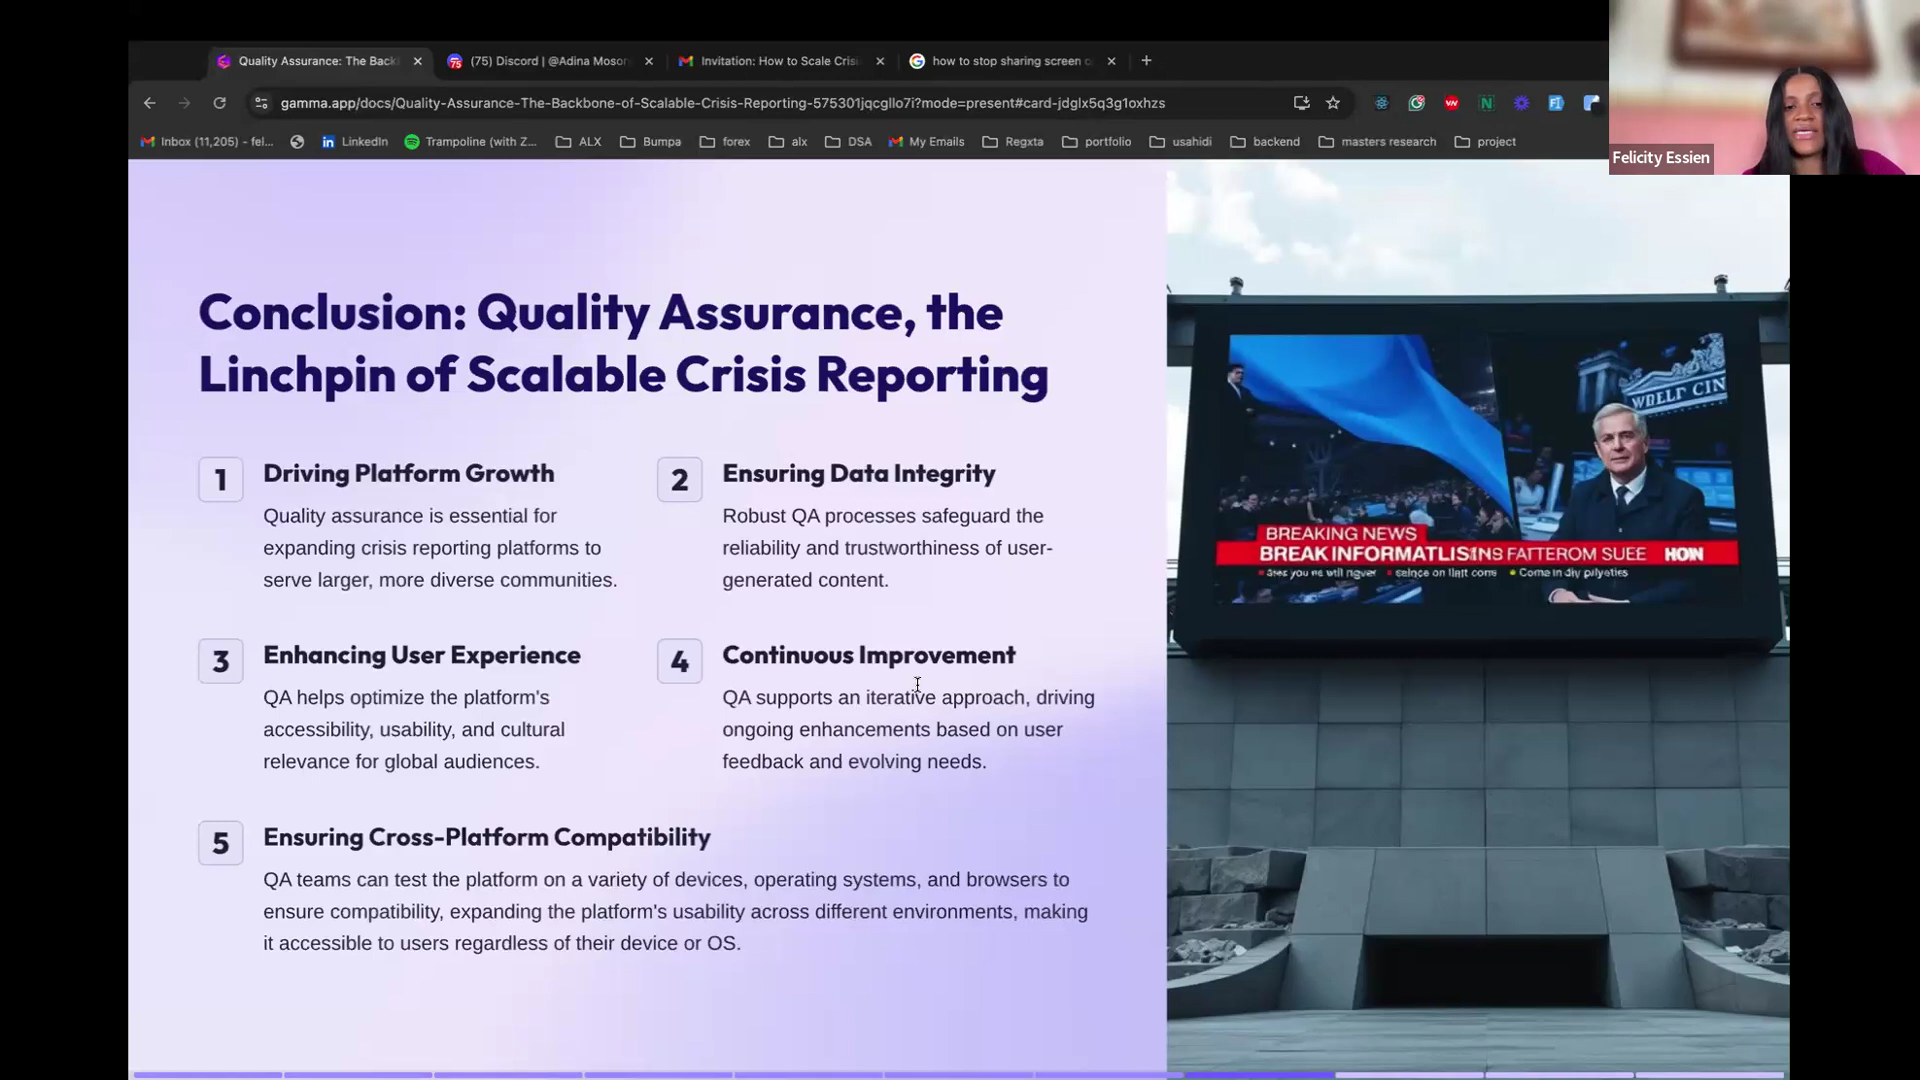 Quality Assurance: The Back
(75) Discord | @Adina Moson
Invitation: How to Scale Crisi
how to stop sharing screen o
gamma.app/docs/Quality-Assurance-The-Backbone-of-Scalable-Crisis-Reporting-575301jqcgllo7i?mode=present#card-jdglx5q3g1oxhzs
Inbox (11,205) - fel...
LinkedIn
Trampoline (with Z...
ALX
Bumpa
forex
alx
DSA
My Emails
Regxta
portfolio
usahidi
backend
masters research
project
Felicity Essien
Conclusion: Quality Assurance, the
Linchpin of Scalable Crisis Reporting
1 Driving Platform Growth
Quality assurance is essential for
expanding crisis reporting platforms to
serve larger, more diverse communities.
2 Ensuring Data Integrity
Robust QA processes safeguard the
reliability and trustworthiness of user-
generated content.
3 Enhancing User Experience
QA helps optimize the platform's
accessibility, usability, and cultural
relevance for global audiences.
4 Continuous Improvement
QA supports an iterative approach, driving
ongoing enhancements based on user
feedback and evolving needs.
5 Ensuring Cross-Platform Compatibility
QA teams can test the platform on a variety of devices, operating systems, and browsers to
ensure compatibility, expanding the platform's usability across different environments, making
it accessible to users regardless of their device or OS.
BREAKING NEWS
BREAK FATTEROM SUEE